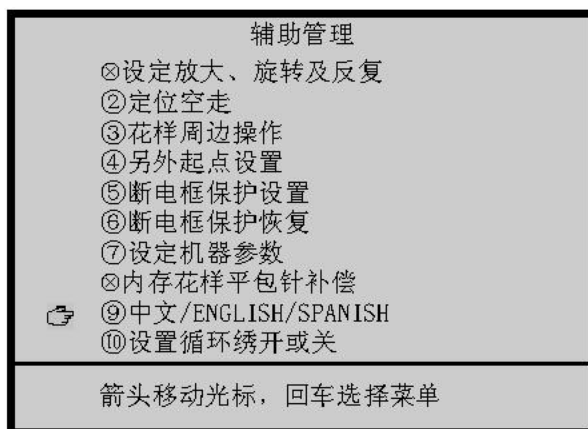 辅助管理
⊗设定放大、旋转及反复
②定位空走
③花样周边操作
④另外起点设置
⑤断电框保护设置
⑥断电框保护恢复
⑦设定机器参数
⊗内存花样平包针补偿
⑨中文/ENGLISH/SPANISH
⑩设置循环绣开或关
箭头移动光标，回车选择菜单